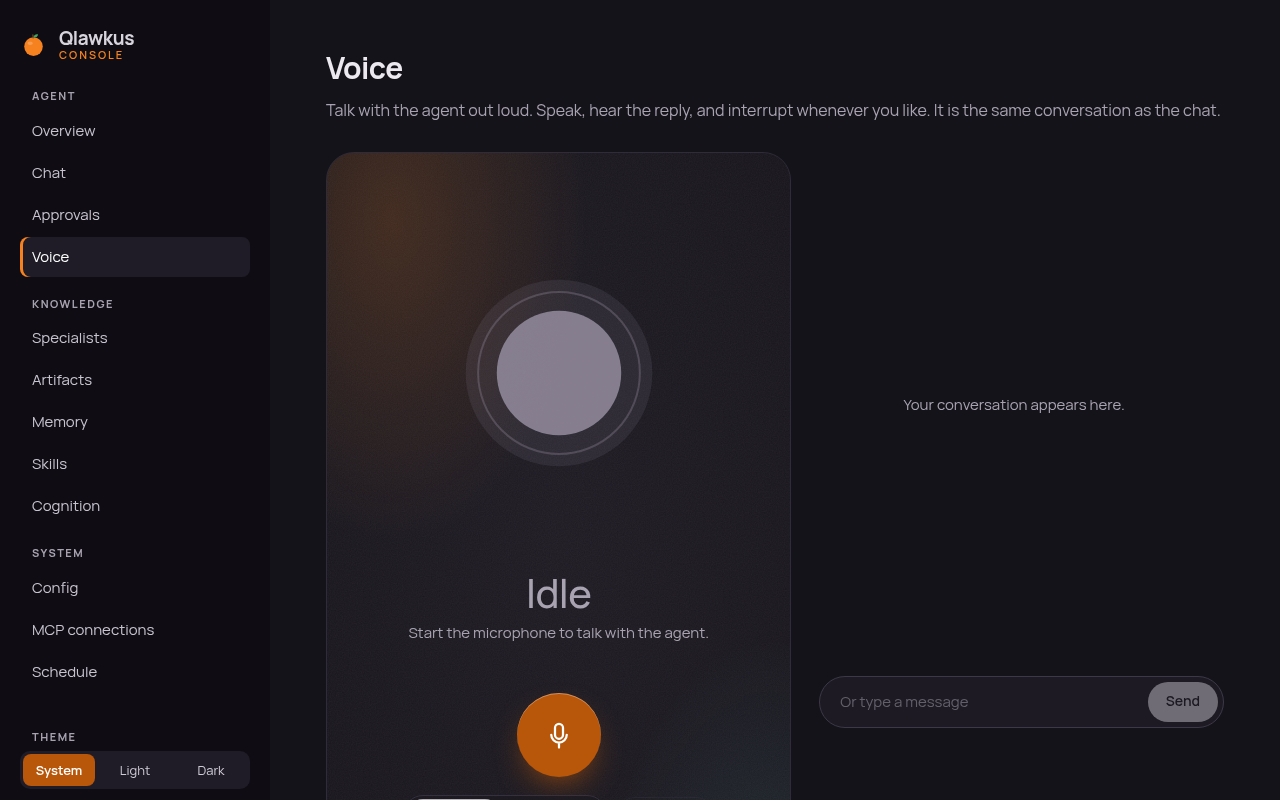 Qlawkus
CONSOLE
AGENT
Overview
Chat
Approvals
Voice
KNOWLEDGE
Specialists
Artifacts
Memory
Skills
Cognition
SYSTEM
Config
MCP connections
Schedule
THEME
System
Light
Dark
Voice
Talk with the agent out loud. Speak, hear the reply, and interrupt whenever you like. It is the same conversation as the chat.
Idle
Start the microphone to talk with the agent.
Your conversation appears here.
Or type a message
Send